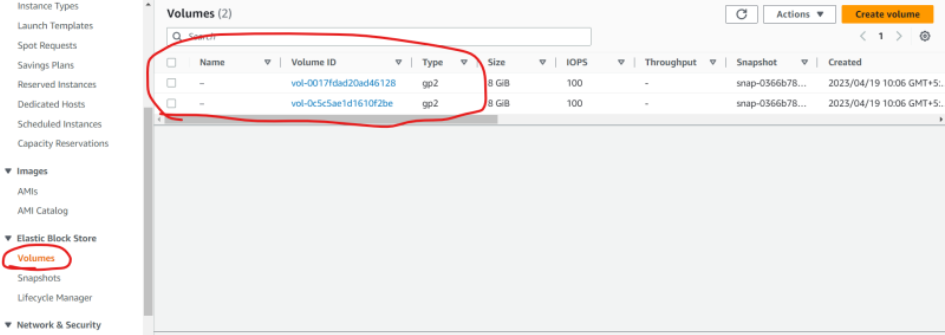 Instance Types
Launch Templates
Spot Requests
Savings Plans
Reserved Instances
Dedicated Hosts
Scheduled Instances
Capacity Reservations
▼ Images
AMIs
AMI Catalog
▼ Elastic Block Store
Volumes
Snapshots
Lifecycle Manager
▼ Network & Security
Volumes (2)
Actions ▼
Create volume
Search
< 1 >
Name Volume ID Type Size IOPS Throughput Snapshot Created
– vol-0017fdad20ad46128 gp2 8 GiB 100 - snap-0366b78... 2023/04/19 10:06 GMT+5:..
– vol-0c5c5ae1d1610f2be gp2 8 GiB 100 - snap-0366b78... 2023/04/19 10:06 GMT+5:..